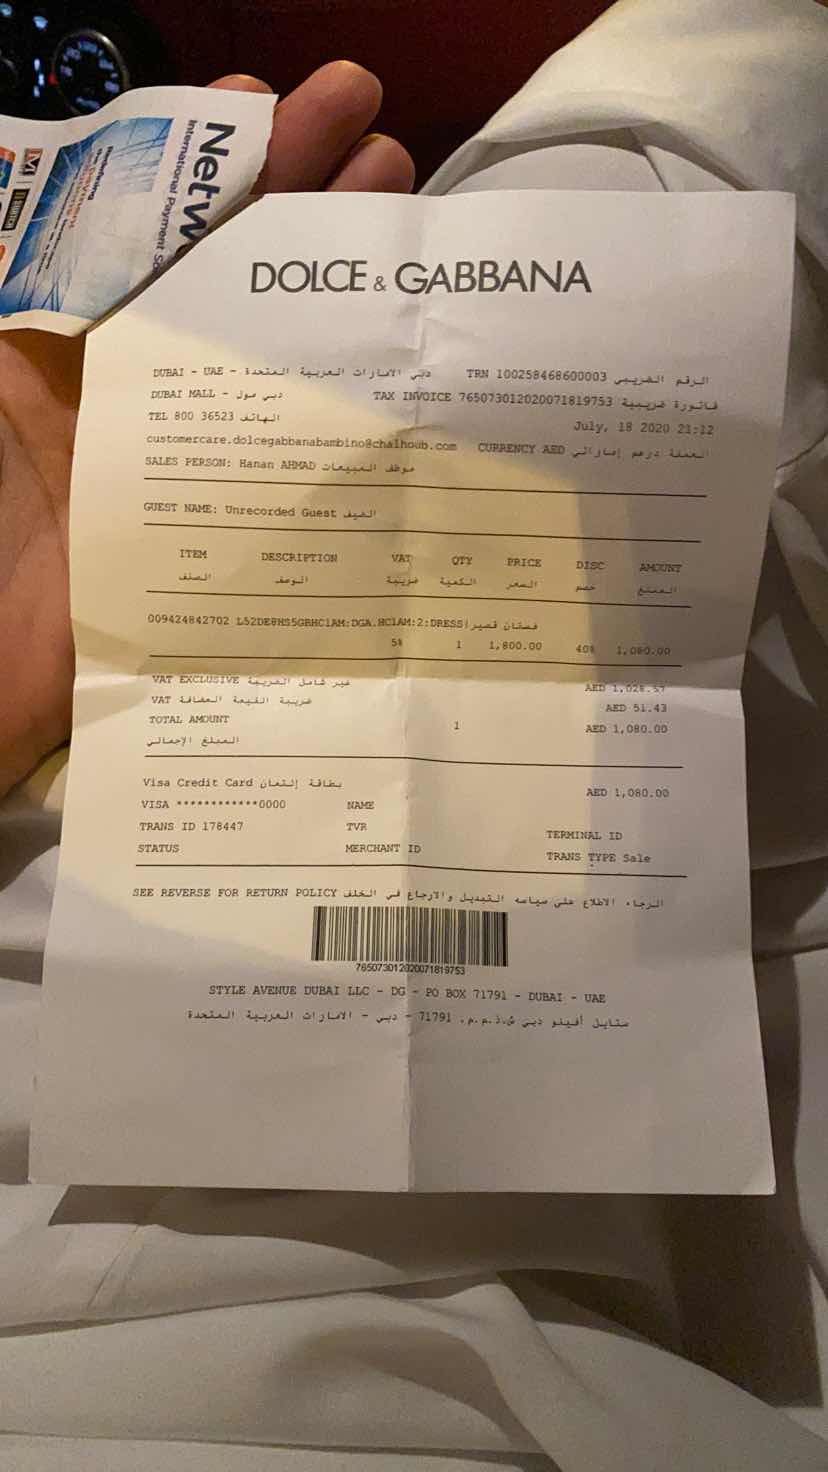 Network
International Payment So
Redefining
the payment
DOLCE & GABBANA
DUBAI - UAE - دبي الامارات العربية المتحدة TRN 100258468600003 الرقم الضريبي
DUBAI MALL - دبي مول TAX INVOICE 765073012020071819753 فاتورة ضريبية
TEL 800 36523 الهاتف July, 18 2020 21:12
customercare.dolcegabbanabambino@chalhoub.com CURRENCY AED العملة درهم إماراتي
SALES PERSON: Hanan AHMAD موظف المبيعات
GUEST NAME: Unrecorded Guest الضيف
ITEM DESCRIPTION VAT QTY PRICE DISC AMOUNT
الصنف الوصف ضريبة الكمية السعر خصم المبلغ
009424842702 L52DE8HS5GBHC1AM:DGA.HC1AM:2:DRESS|فستان قصير
5% 1 1,800.00 40% 1,080.00
VAT EXCLUSIVE غير شامل الضريبة AED 1,028.57
VAT ضريبة القيمة المضافة AED 51.43
TOTAL AMOUNT 1 AED 1,080.00
المبلغ الإجمالي
Visa Credit Card بطاقة إئتمان AED 1,080.00
VISA ************0000 NAME
TRANS ID 178447 TVR TERMINAL ID
STATUS MERCHANT ID TRANS TYPE Sale
SEE REVERSE FOR RETURN POLICY الرجاء الاطلاع على سياسه التبديل والارجاع في الخلف
765073012020071819753
STYLE AVENUE DUBAI LLC - DG - PO BOX 71791 - DUBAI - UAE
ستايل أفينو دبي ش.ذ.م.م. 71791 - دبي - الامارات العربية المتحدة